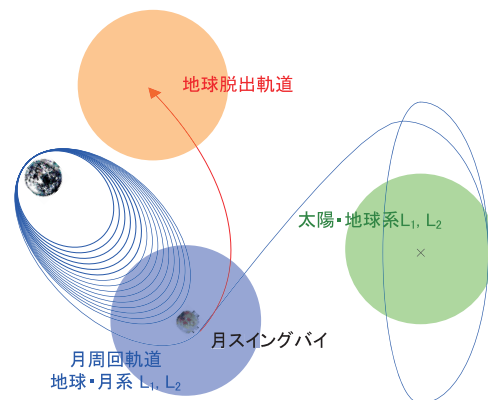 地球脱出軌道
太陽・地球系L₁, L₂
月スイングバイ
月周回軌道
地球・月系 L₁, L₂